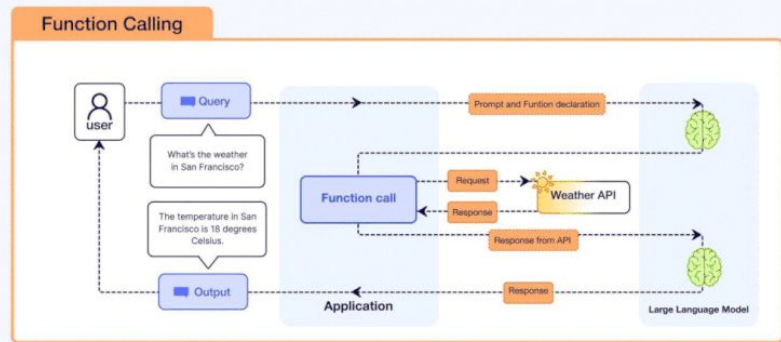 Function Calling
Query
Prompt and Funtion declaration
user
What's the weather
in San Francisco?
Request
Weather API
Function call
Response
The temperature in San
Francisco is 18 degrees
Celsius.
Response from API
Output
Response
Application
Large Language Model